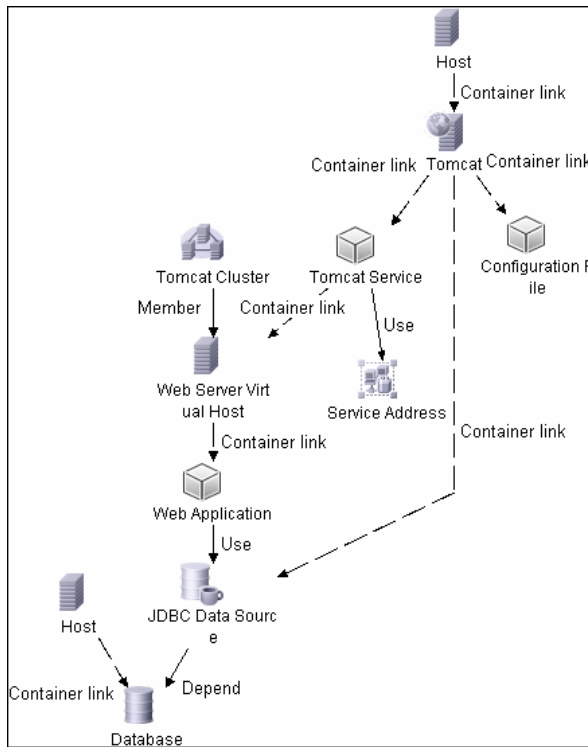 Host
Container link
Container link
Tomcat
Container link
Tomcat Cluster
Tomcat Service
Configuration F
ile
Member
Container link
Use
Web Server Virt
ual Host
Service Address
Container link
Container link
Web Application
Use
JDBC Data Sourc
e
Host
Container link
Depend
Database